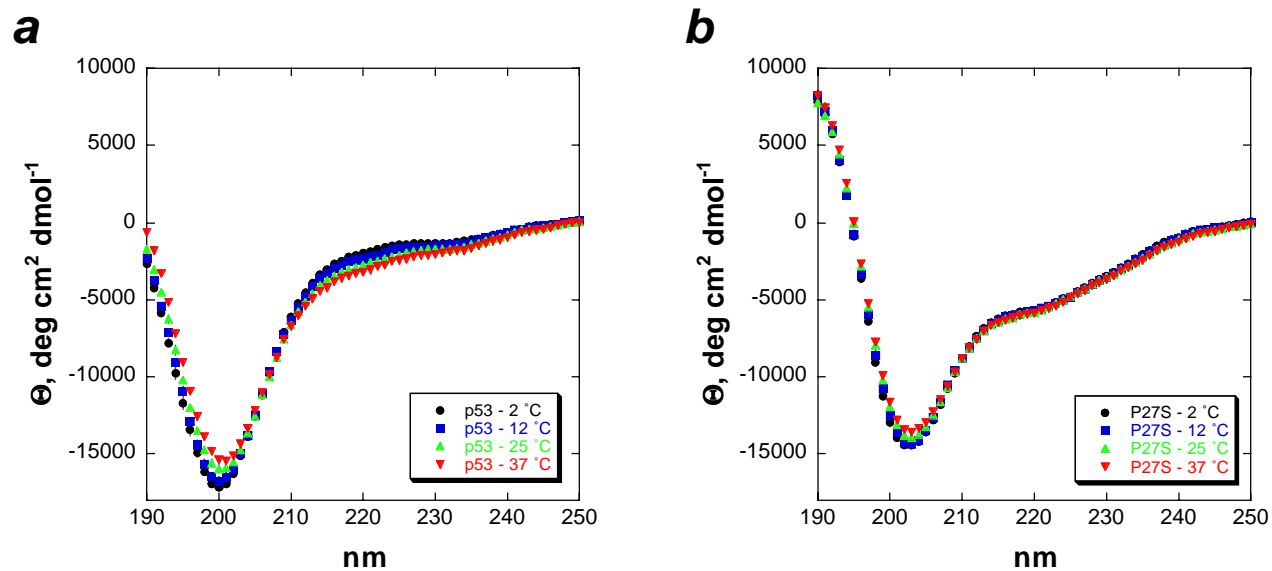 a
10000
5000
0
-5000
-10000
-15000
Θ, deg cm² dmol⁻¹
p53 - 2 ˚C
p53 - 12 ˚C
p53 - 25 ˚C
p53 - 37 ˚C
190 200 210 220 230 240 250
nm
b
10000
5000
0
-5000
-10000
-15000
Θ, deg cm² dmol⁻¹
P27S - 2 ˚C
P27S - 12 ˚C
P27S - 25 ˚C
P27S - 37 ˚C
190 200 210 220 230 240 250
nm